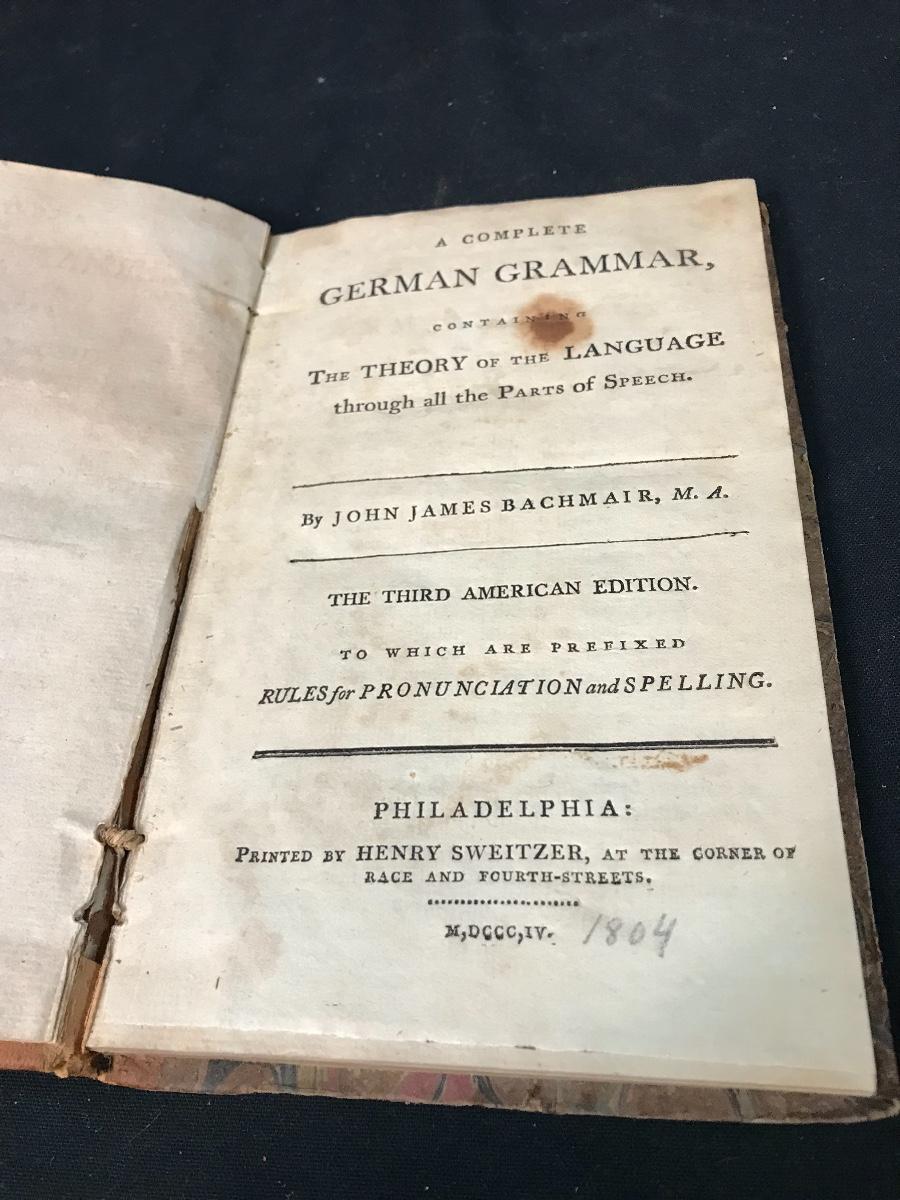 A COMPLETE
GERMAN GRAMMAR,
CONTAINING
THE THEORY OF THE LANGUAGE
through all the PARTS of SPEECH.
By JOHN JAMES BACHMAIR, M. A.
THE THIRD AMERICAN EDITION.
TO WHICH ARE PREFIXED
RULES for PRONUNCIATION and SPELLING.
PHILADELPHIA:
PRINTED BY HENRY SWEITZER, AT THE CORNER OF
RACE AND FOURTH-STREETS.
M,DCCC,IV. 1804